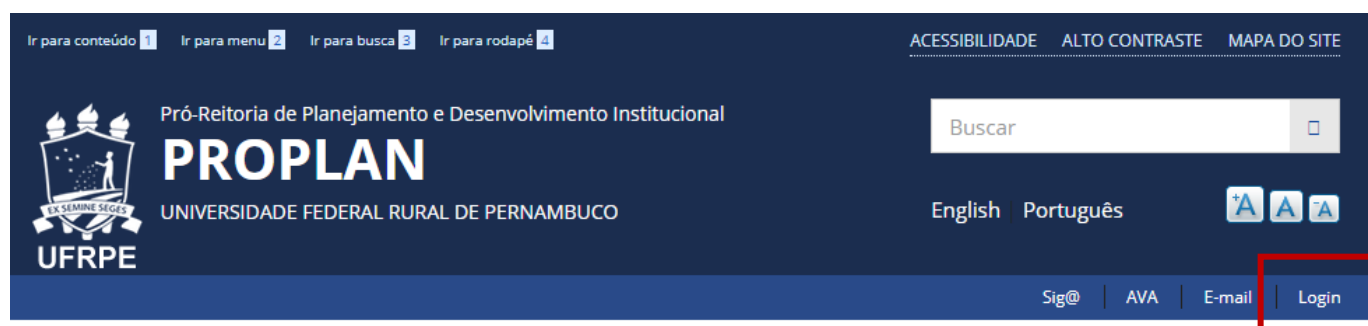 Ir para conteúdo 1 Ir para menu 2 Ir para busca 3 Ir para rodapé 4
ACESSIBILIDADE ALTO CONTRASTE MAPA DO SITE
Pró-Reitoria de Planejamento e Desenvolvimento Institucional
PROPLAN
UNIVERSIDADE FEDERAL RURAL DE PERNAMBUCO
EX SEMINE SEGES
UFRPE
Buscar
English Português
+A A -A
Sig@ AVA E-mail Login